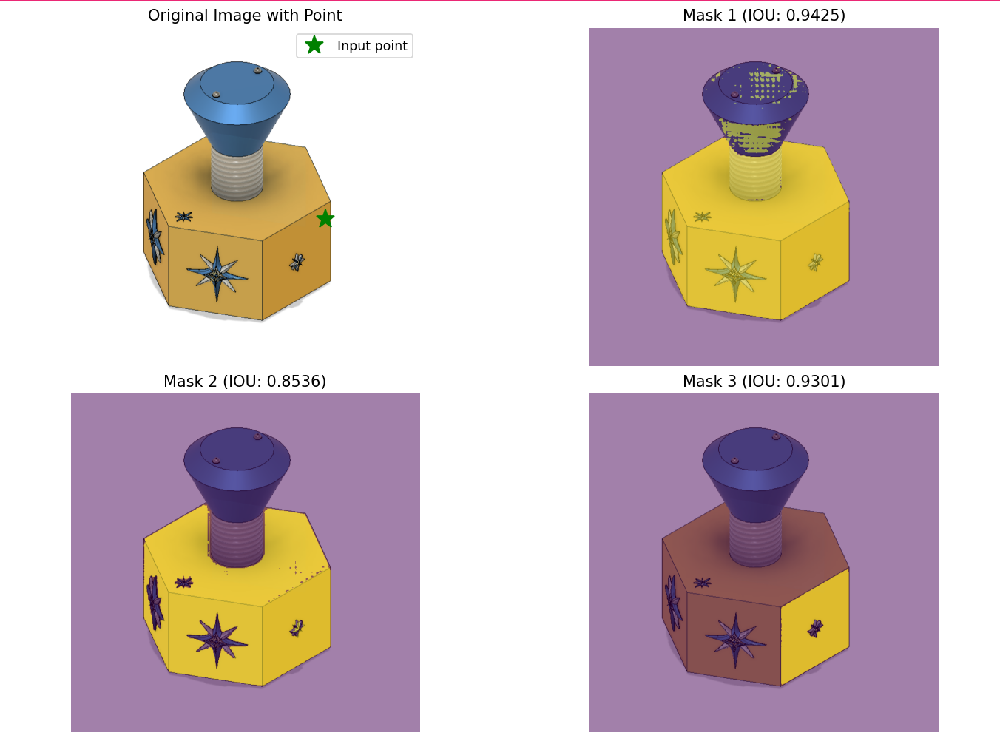 Original Image with Point
Input point
Mask 1 (IOU: 0.9425)
Mask 2 (IOU: 0.8536)
Mask 3 (IOU: 0.9301)